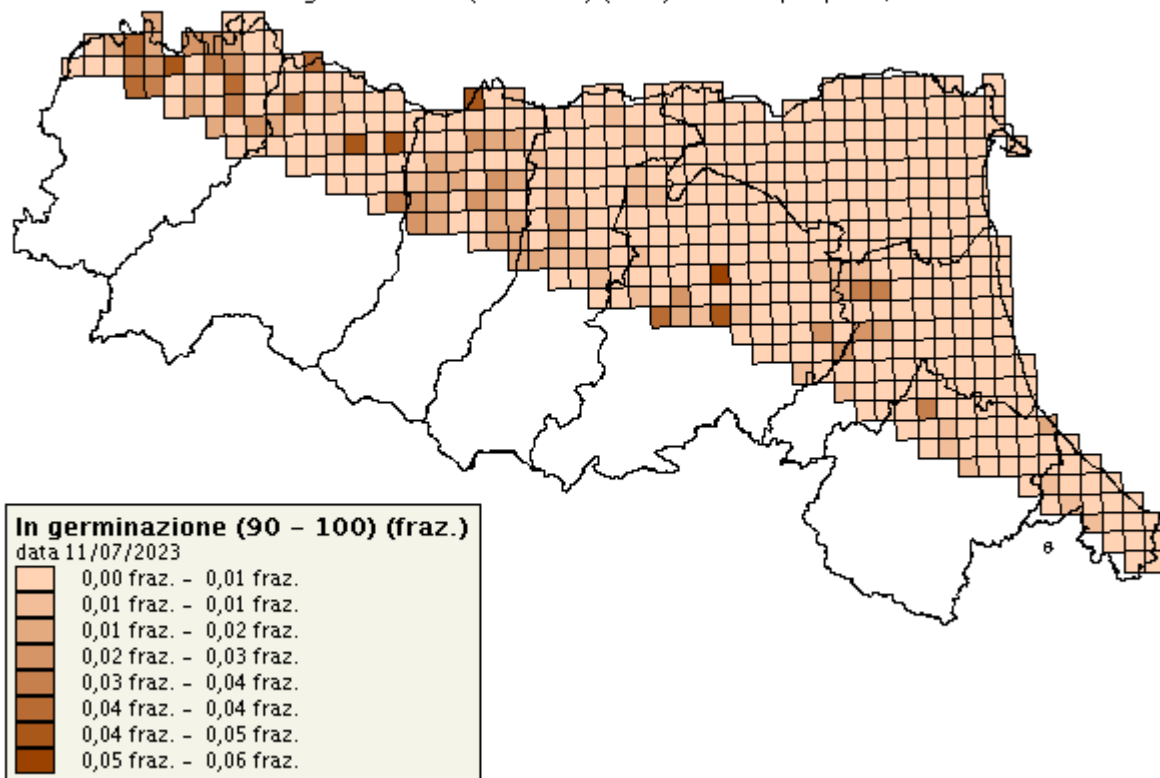 In germinazione (90 – 100) (fraz.)
data 11/07/2023
0,00 fraz. – 0,01 fraz.
0,01 fraz. – 0,01 fraz.
0,01 fraz. – 0,02 fraz.
0,02 fraz. – 0,03 fraz.
0,03 fraz. – 0,04 fraz.
0,04 fraz. – 0,04 fraz.
0,04 fraz. – 0,05 fraz.
0,05 fraz. – 0,06 fraz.